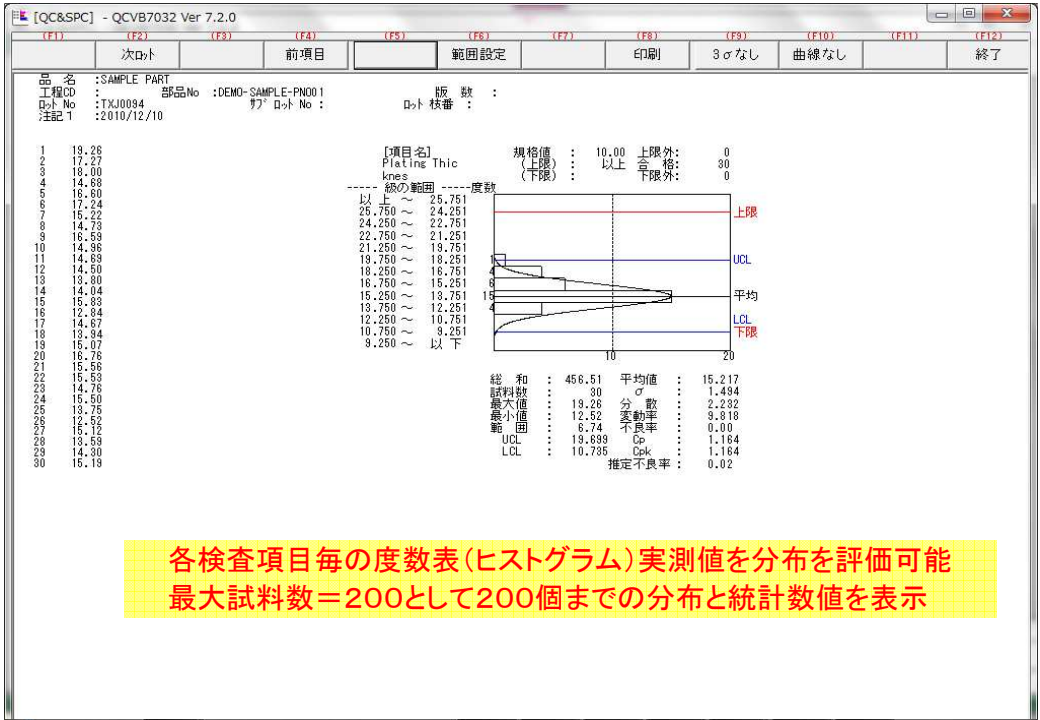 [QC&SPC] - QCVB7032 Ver 7.2.0
(F1) (F2) (F3) (F4) (F5) (F6) (F7) (F8) (F9) (F10) (F11) (F12)
次ロット 前項目 範囲設定 印刷 3σなし 曲線なし 終了
品 名 :SAMPLE PART
工程CD : 部品No :DEMO-SAMPLE-PN001 版 数 :
ロット No :TXJ0094 サブ ロット No : ロット 枝番 :
注記1 :2010/12/10
1 19.26
2 17.27
3 18.00
4 14.68
5 16.60
6 17.24
7 15.22
8 14.73
9 16.59
10 14.96
11 14.69
12 14.50
13 13.80
14 14.04
15 15.83
16 12.84
17 14.67
18 13.94
19 15.07
20 16.76
21 15.56
22 15.53
23 14.76
24 15.50
25 13.75
26 12.52
27 15.12
28 13.59
29 14.30
30 15.19
[項目名] 規格値 : 10.00 上限外: 0
Plating Thic (上限) : 以上 合 格: 30
knes (下限) : 下限外: 0
----- 級の範囲 -----度数
以 上 ～ 25.751
25.750 ～ 24.251
24.250 ～ 22.751
22.750 ～ 21.251
21.250 ～ 19.751
19.750 ～ 18.251 1
18.250 ～ 16.751 4
16.750 ～ 15.251 6
15.250 ～ 13.751 15
13.750 ～ 12.251 4
12.250 ～ 10.751
10.750 ～ 9.251
9.250 ～ 以 下
上限
UCL
平均
LCL
下限
10 20
総 和 : 456.51 平均値 : 15.217
試料数 : 30 σ : 1.494
最大値 : 19.26 分 散 : 2.232
最小値 : 12.52 変動率 : 9.818
範 囲 : 6.74 不良率 : 0.00
UCL : 19.699 Cp : 1.164
LCL : 10.735 Cpk : 1.164
推定不良率 : 0.02
各検査項目毎の度数表(ヒストグラム)実測値を分布を評価可能
最大試料数=200として200個までの分布と統計数値を表示